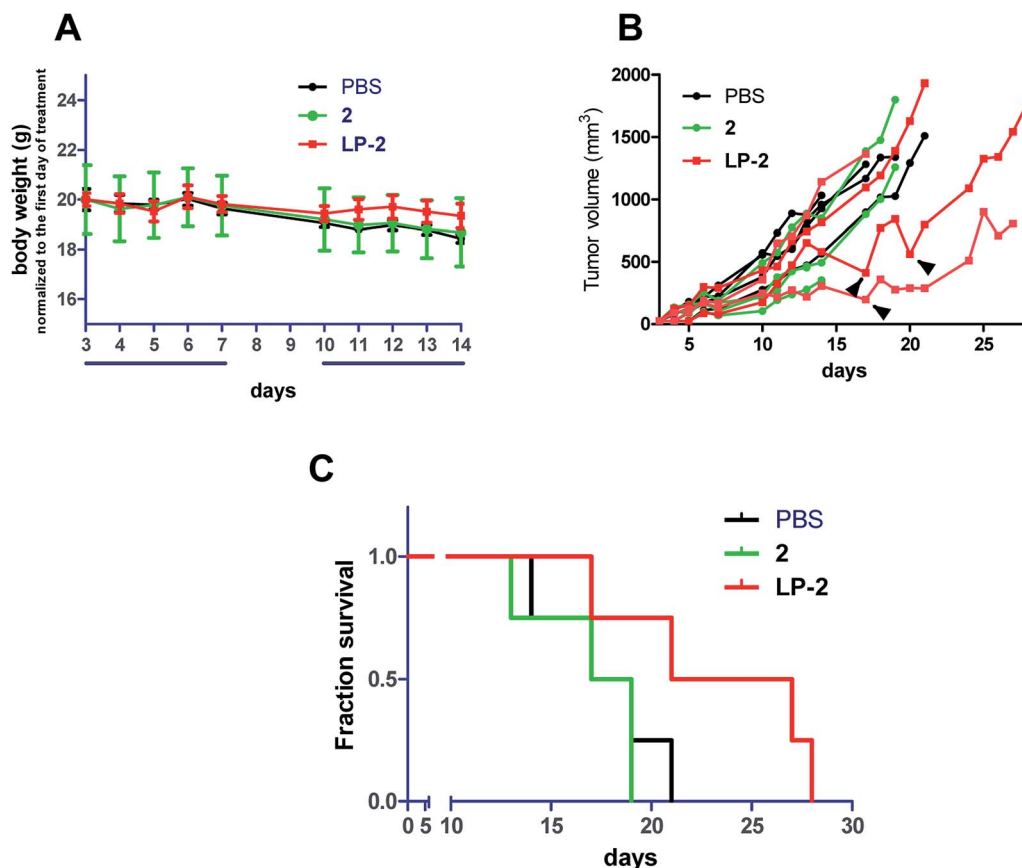 A
body weight (g)
normalized to the first day of treatment
24
22
20
18
16
PBS
2
LP-2
3 4 5 6 7 8 9 10 11 12 13 14
days
B
Tumor volume (mm³)
2000
1500
1000
500
0
PBS
2
LP-2
5 10 15 20 25
days
C
Fraction survival
1.0
0.5
0.0
PBS
2
LP-2
0 5 10 15 20 25 30
days